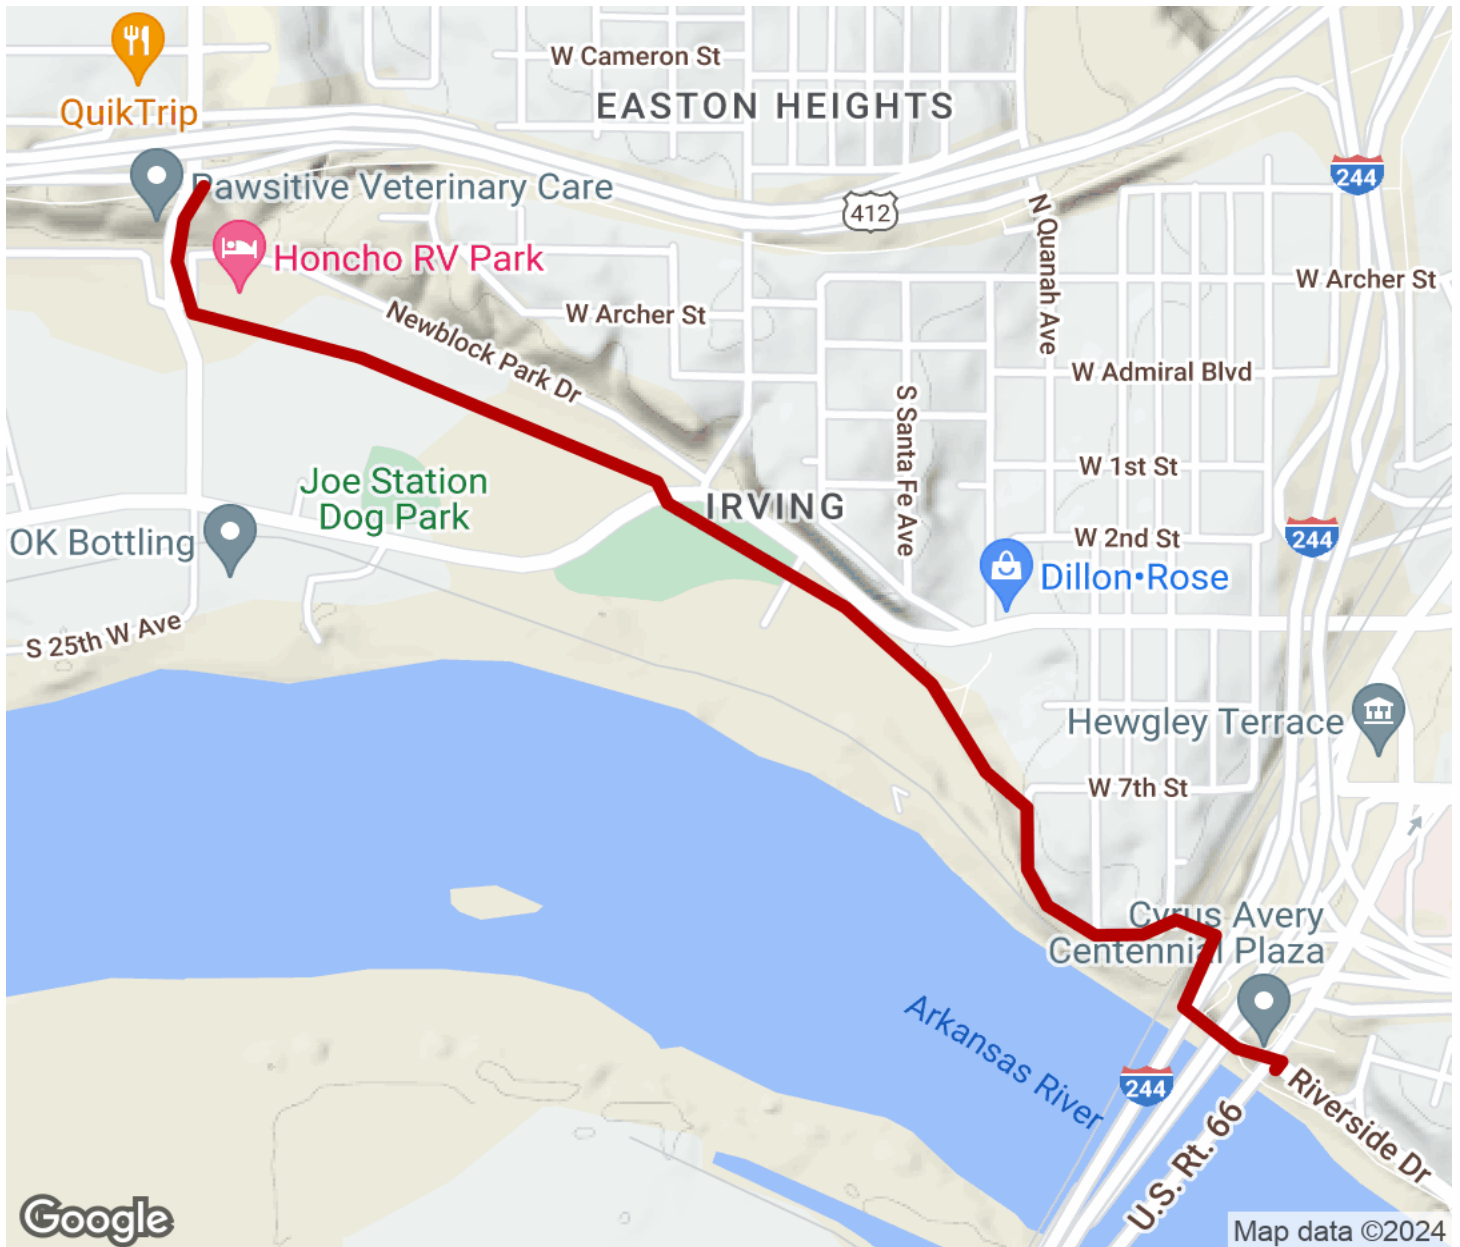 W Cameron St
EASTON HEIGHTS
QuikTrip
Pawsitive Veterinary Care
244
412
N Quanah Ave
Honcho RV Park
W Archer St
W Archer St
Newblock Park Dr
W Admiral Blvd
S Santa Fe Ave
W 1st St
Joe Station
Dog Park
IRVING
OK Bottling
W 2nd St
244
Dillon•Rose
S 25th W Ave
Hewgley Terrace
W 7th St
Cyrus Avery
Centennial Plaza
Arkansas River
244
Riverside Dr
U.S. Rt. 66
Google
Map data ©2024